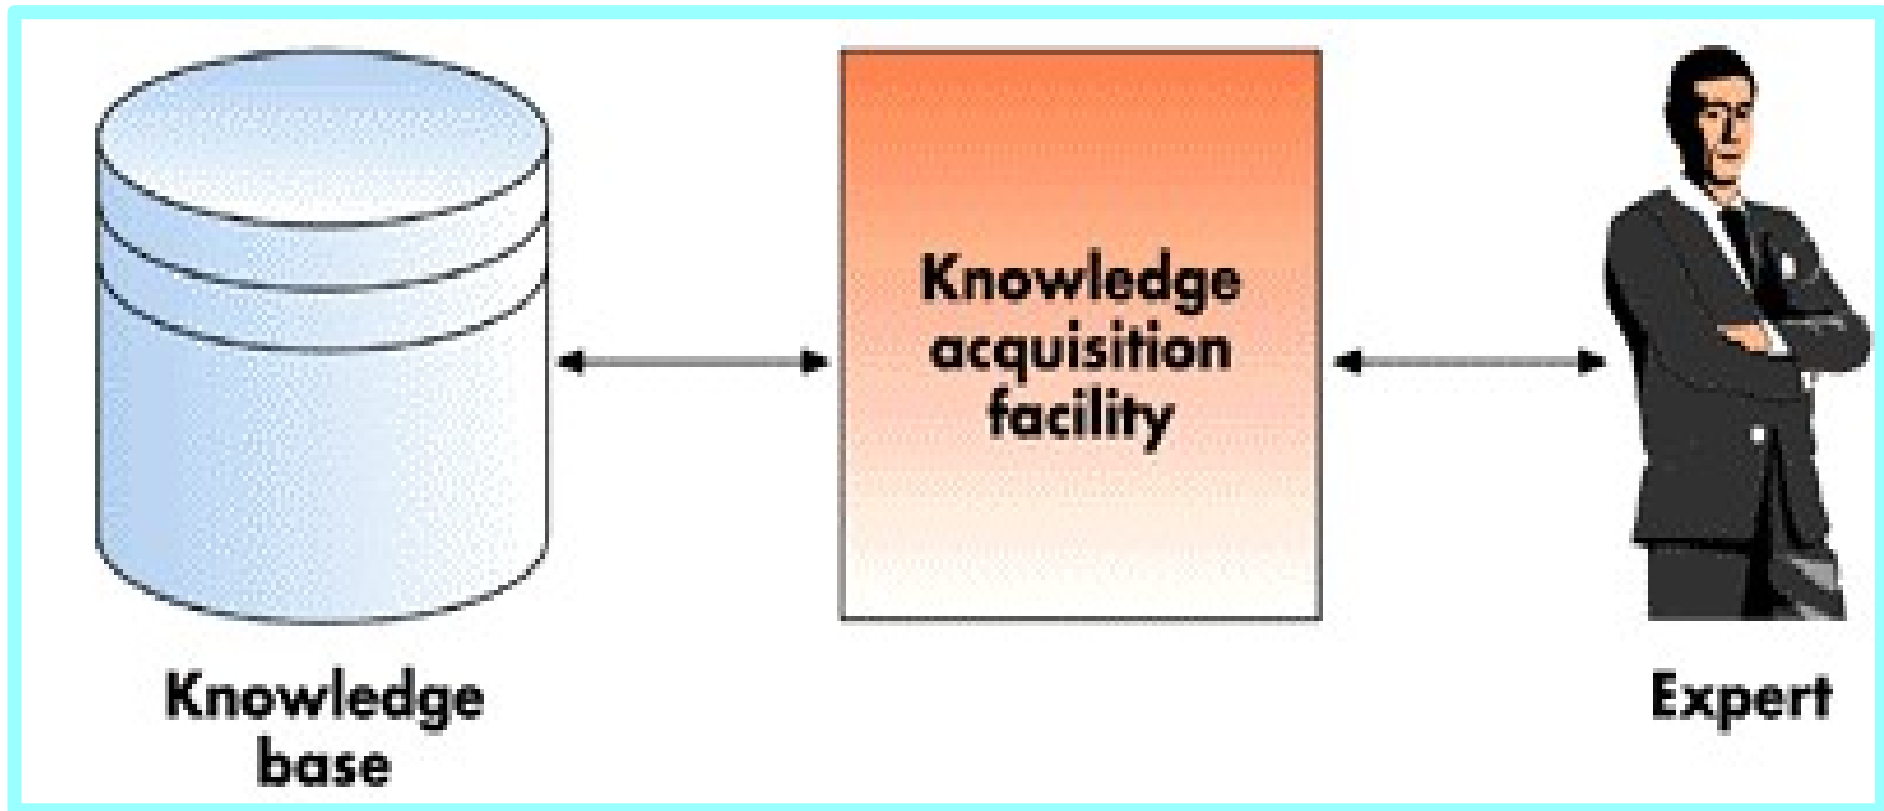 Knowledge
acquisition
facility
Knowledge
base
Expert